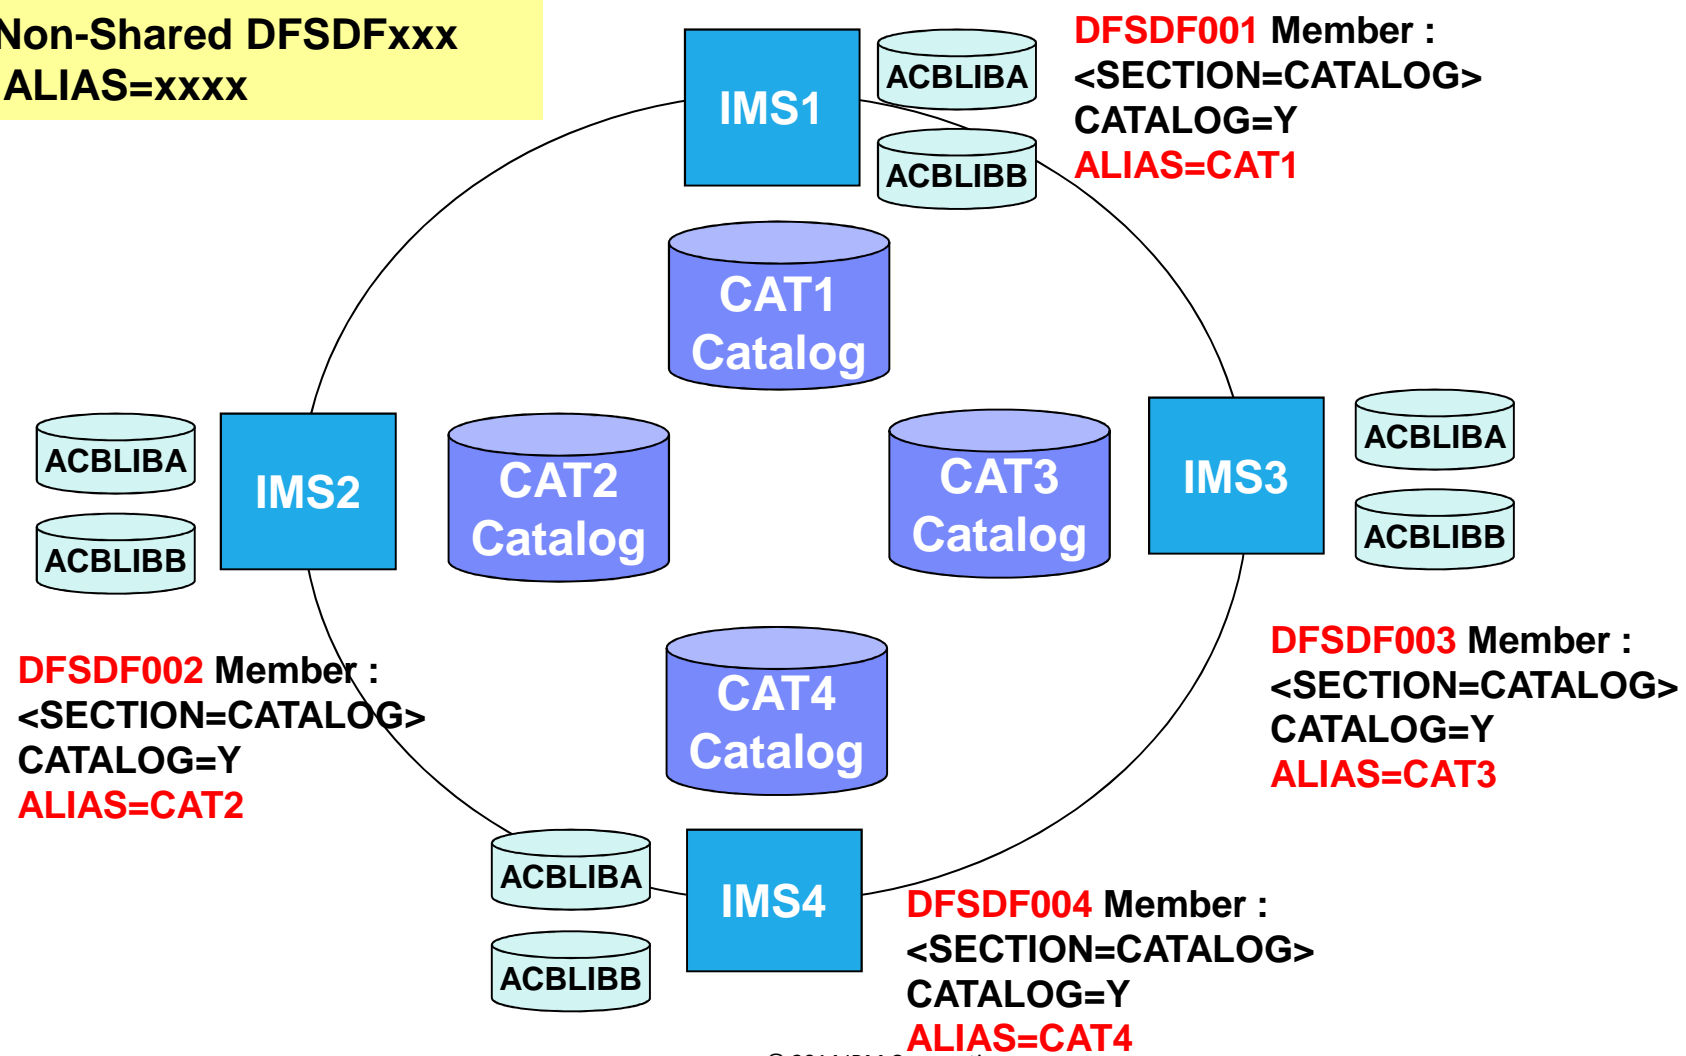 Non-Shared DFSDFxxx
ALIAS=xxxx
IMS1
ACBLIBA
ACBLIBB
DFSDF001 Member :
<SECTION=CATALOG>
CATALOG=Y
ALIAS=CAT1
CAT1
Catalog
ACBLIBA
ACBLIBB
IMS2
CAT2
Catalog
CAT3
Catalog
IMS3
ACBLIBA
ACBLIBB
DFSDF002 Member :
<SECTION=CATALOG>
CATALOG=Y
ALIAS=CAT2
CAT4
Catalog
DFSDF003 Member :
<SECTION=CATALOG>
CATALOG=Y
ALIAS=CAT3
ACBLIBA
ACBLIBB
IMS4
DFSDF004 Member :
<SECTION=CATALOG>
CATALOG=Y
ALIAS=CAT4